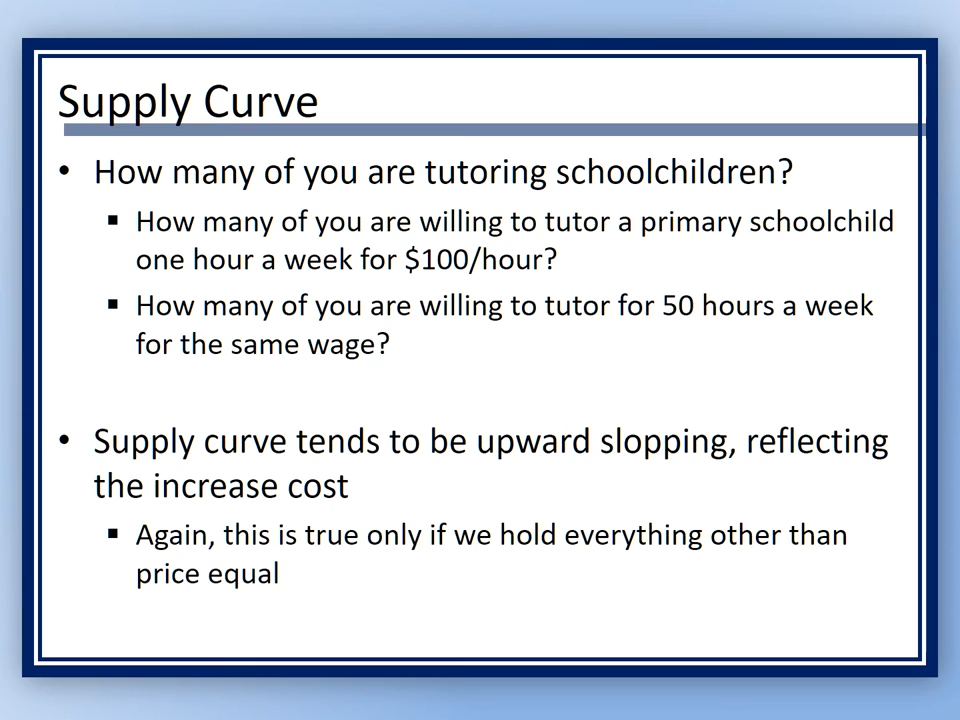 Supply Curve
• How many of you are tutoring schoolchildren?
▪ How many of you are willing to tutor a primary schoolchild
one hour a week for $100/hour?
▪ How many of you are willing to tutor for 50 hours a week
for the same wage?
• Supply curve tends to be upward slopping, reflecting
the increase cost
▪ Again, this is true only if we hold everything other than
price equal